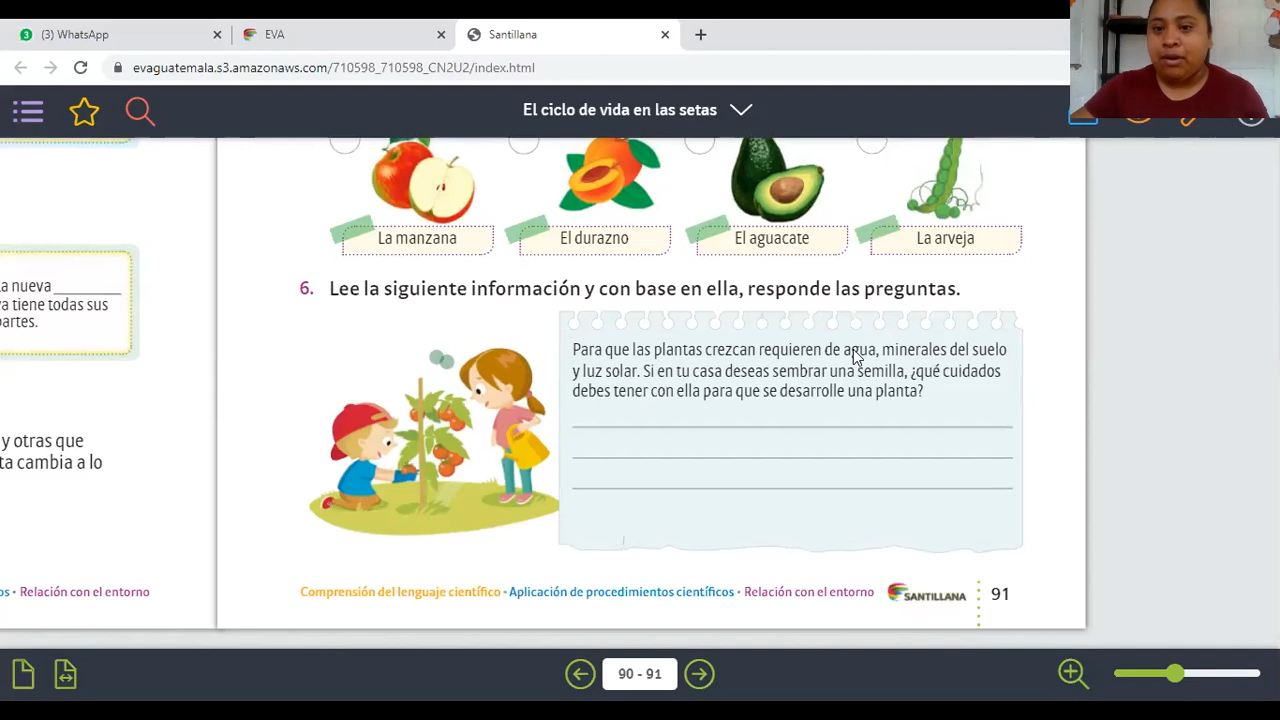 (3) WhatsApp
EVA
Santillana
evaguatemala.s3.amazonaws.com/710598_710598_CN2U2/index.html
El ciclo de vida en las setas
La manzana
El durazno
El aguacate
La arveja
a nueva ________
va tiene todas sus
partes.
6. Lee la siguiente información y con base en ella, responde las preguntas.
Para que las plantas crezcan requieren de agua, minerales del suelo
y luz solar. Si en tu casa deseas sembrar una semilla, ¿qué cuidados
debes tener con ella para que se desarrolle una planta?
y otras que
ta cambia a lo
os • Relación con el entorno
Comprensión del lenguaje científico • Aplicación de procedimientos científicos • Relación con el entorno
SANTILLANA
91
90 - 91